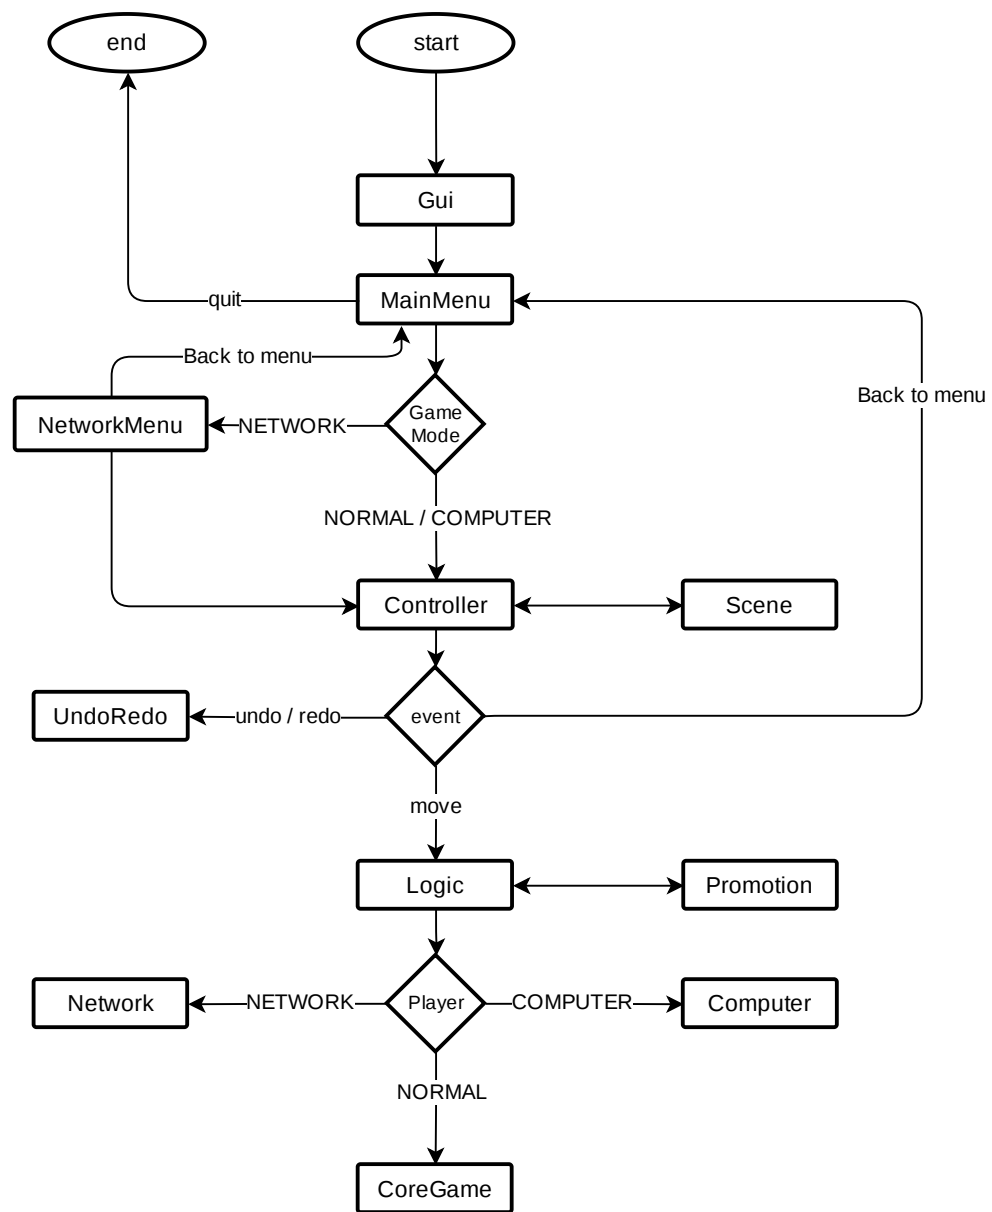 end
start
Gui
MainMenu
quit
Back to menu
Back to menu
Game
Mode
NetworkMenu
NETWORK
NORMAL / COMPUTER
Controller
Scene
UndoRedo
undo / redo
event
move
Logic
Promotion
Network
NETWORK
Player
COMPUTER
Computer
NORMAL
CoreGame